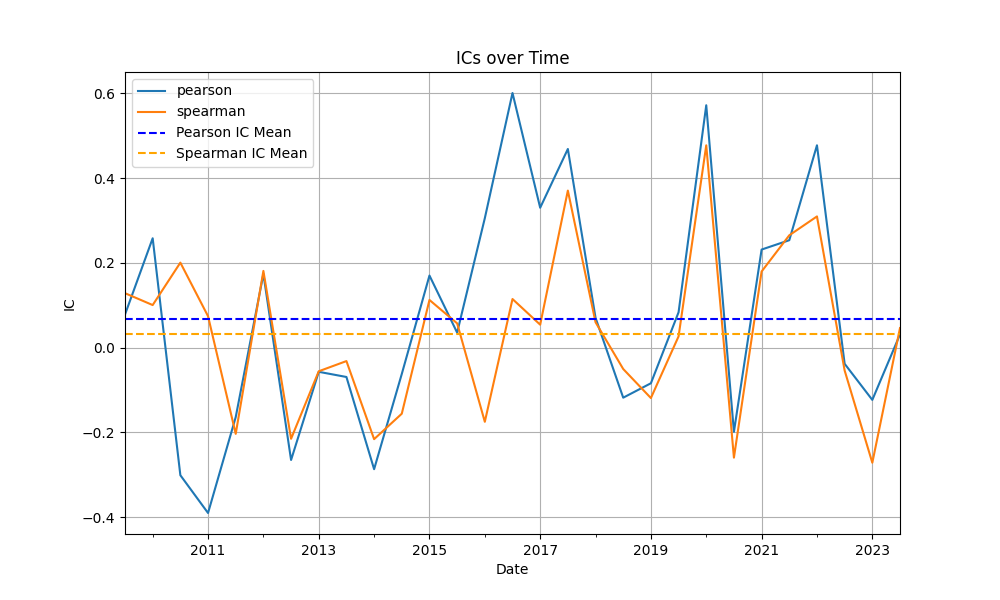 ICs over Time
pearson
spearman
Pearson IC Mean
Spearman IC Mean
0.6
0.4
0.2
0.0
−0.2
−0.4
IC
2011 2013 2015 2017 2019 2021 2023
Date